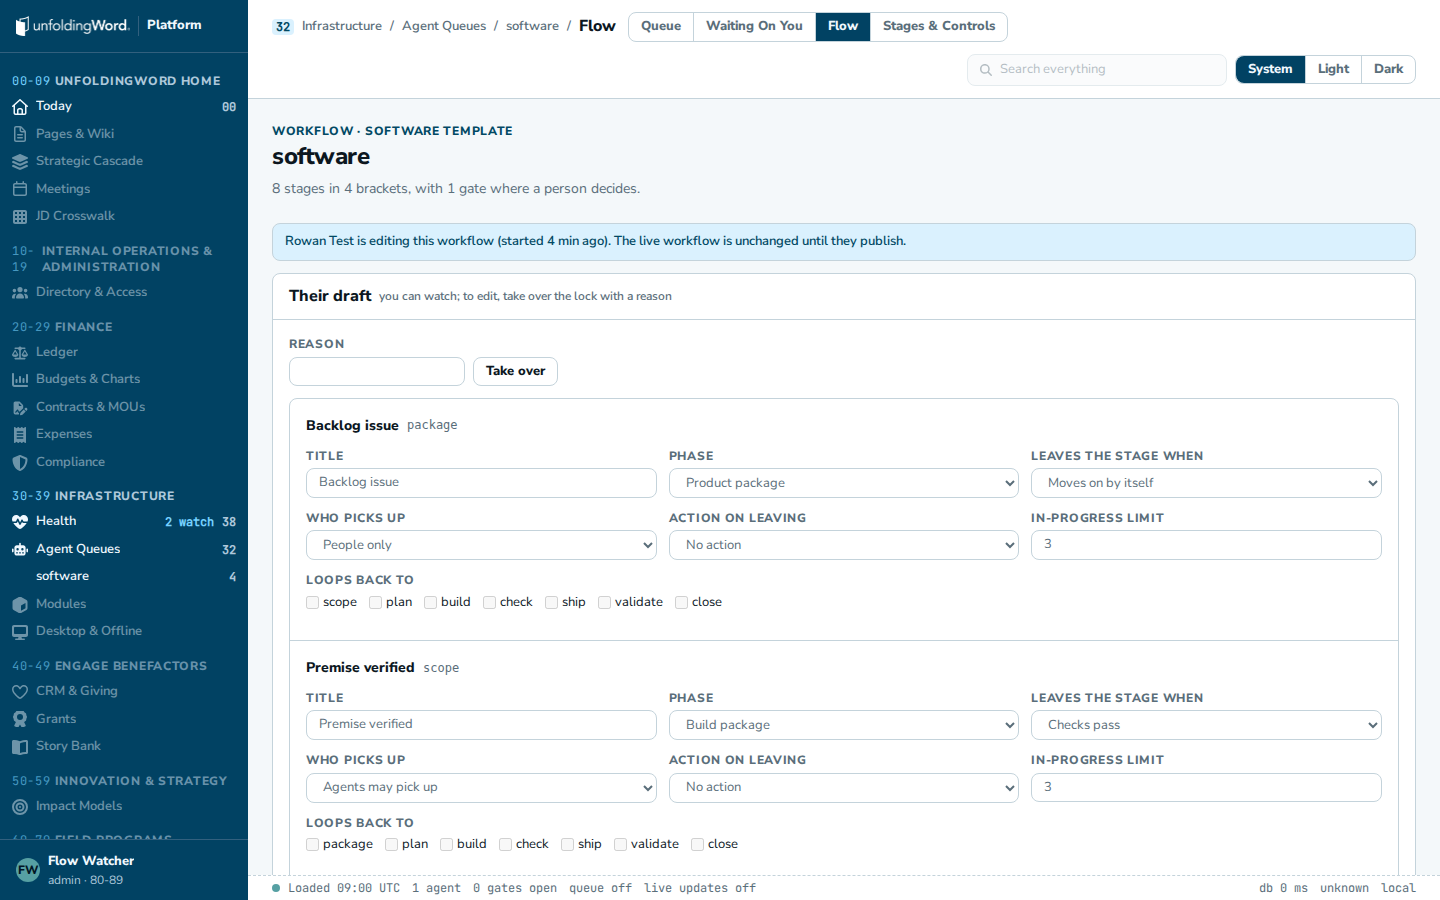 unfoldingWord. Platform
00-09 UNFOLDINGWORD HOME
Today 00
Pages & Wiki
Strategic Cascade
Meetings
JD Crosswalk
10-19 INTERNAL OPERATIONS & ADMINISTRATION
Directory & Access
20-29 FINANCE
Ledger
Budgets & Charts
Contracts & MOUs
Expenses
Compliance
30-39 INFRASTRUCTURE
Health 2 watch 38
Agent Queues 32
software 4
Modules
Desktop & Offline
40-49 ENGAGE BENEFACTORS
CRM & Giving
Grants
Story Bank
50-59 INNOVATION & STRATEGY
Impact Models
FW Flow Watcher
admin · 80-89
32 Infrastructure / Agent Queues / software / Flow
Queue Waiting On You Flow Stages & Controls
Search everything
System Light Dark
WORKFLOW · SOFTWARE TEMPLATE
software
8 stages in 4 brackets, with 1 gate where a person decides.
Rowan Test is editing this workflow (started 4 min ago). The live workflow is unchanged until they publish.
Their draft you can watch; to edit, take over the lock with a reason
REASON
Take over
Backlog issue package
TITLE PHASE LEAVES THE STAGE WHEN
Backlog issue Product package Moves on by itself
WHO PICKS UP ACTION ON LEAVING IN-PROGRESS LIMIT
People only No action 3
LOOPS BACK TO
scope plan build check ship validate close
Premise verified scope
TITLE PHASE LEAVES THE STAGE WHEN
Premise verified Build package Checks pass
WHO PICKS UP ACTION ON LEAVING IN-PROGRESS LIMIT
Agents may pick up No action 3
LOOPS BACK TO
package plan build check ship validate close
Loaded 09:00 UTC 1 agent 0 gates open queue off live updates off
db 0 ms unknown local